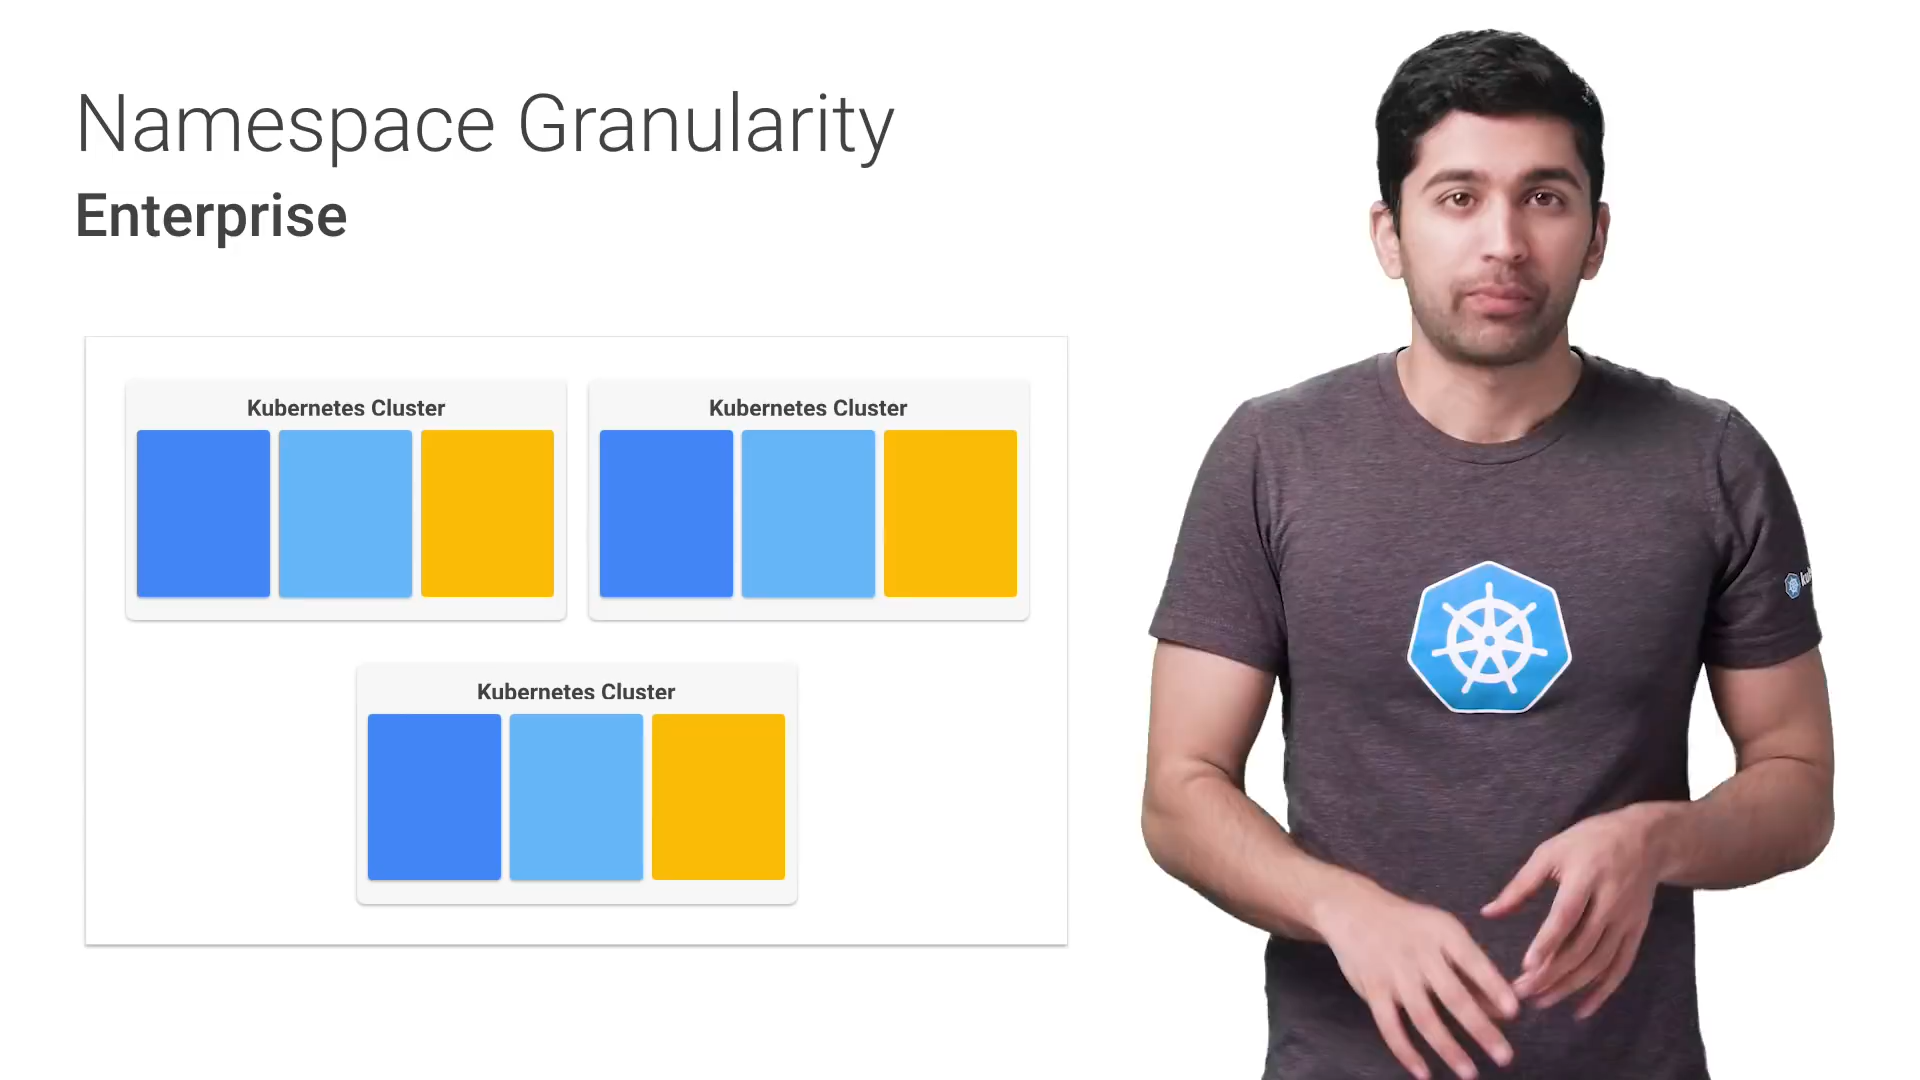 Namespace Granularity
Enterprise
Kubernetes Cluster
Kubernetes Cluster
Kubernetes Cluster